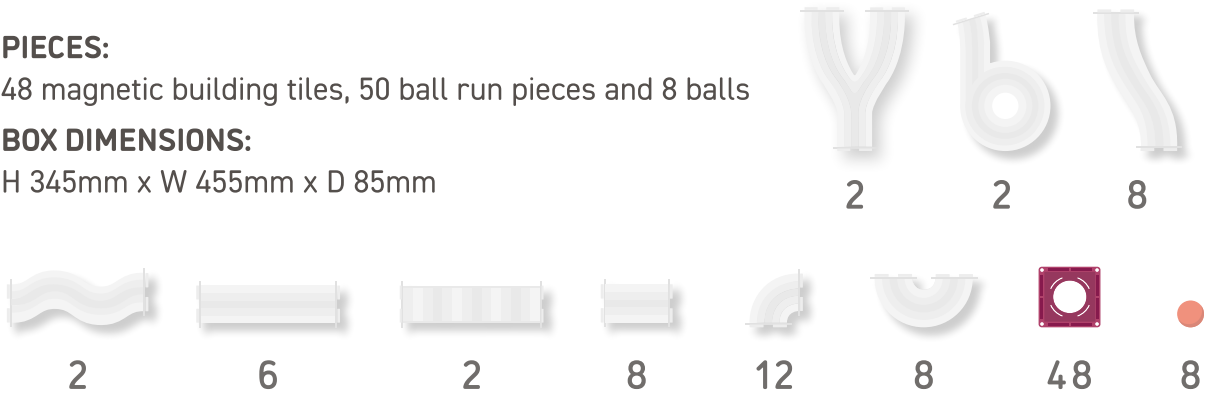 PIECES:
48 magnetic building tiles, 50 ball run pieces and 8 balls
BOX DIMENSIONS:
H 345mm x W 455mm x D 85mm
2 2 8
2 6 2 8 12 8 48 8